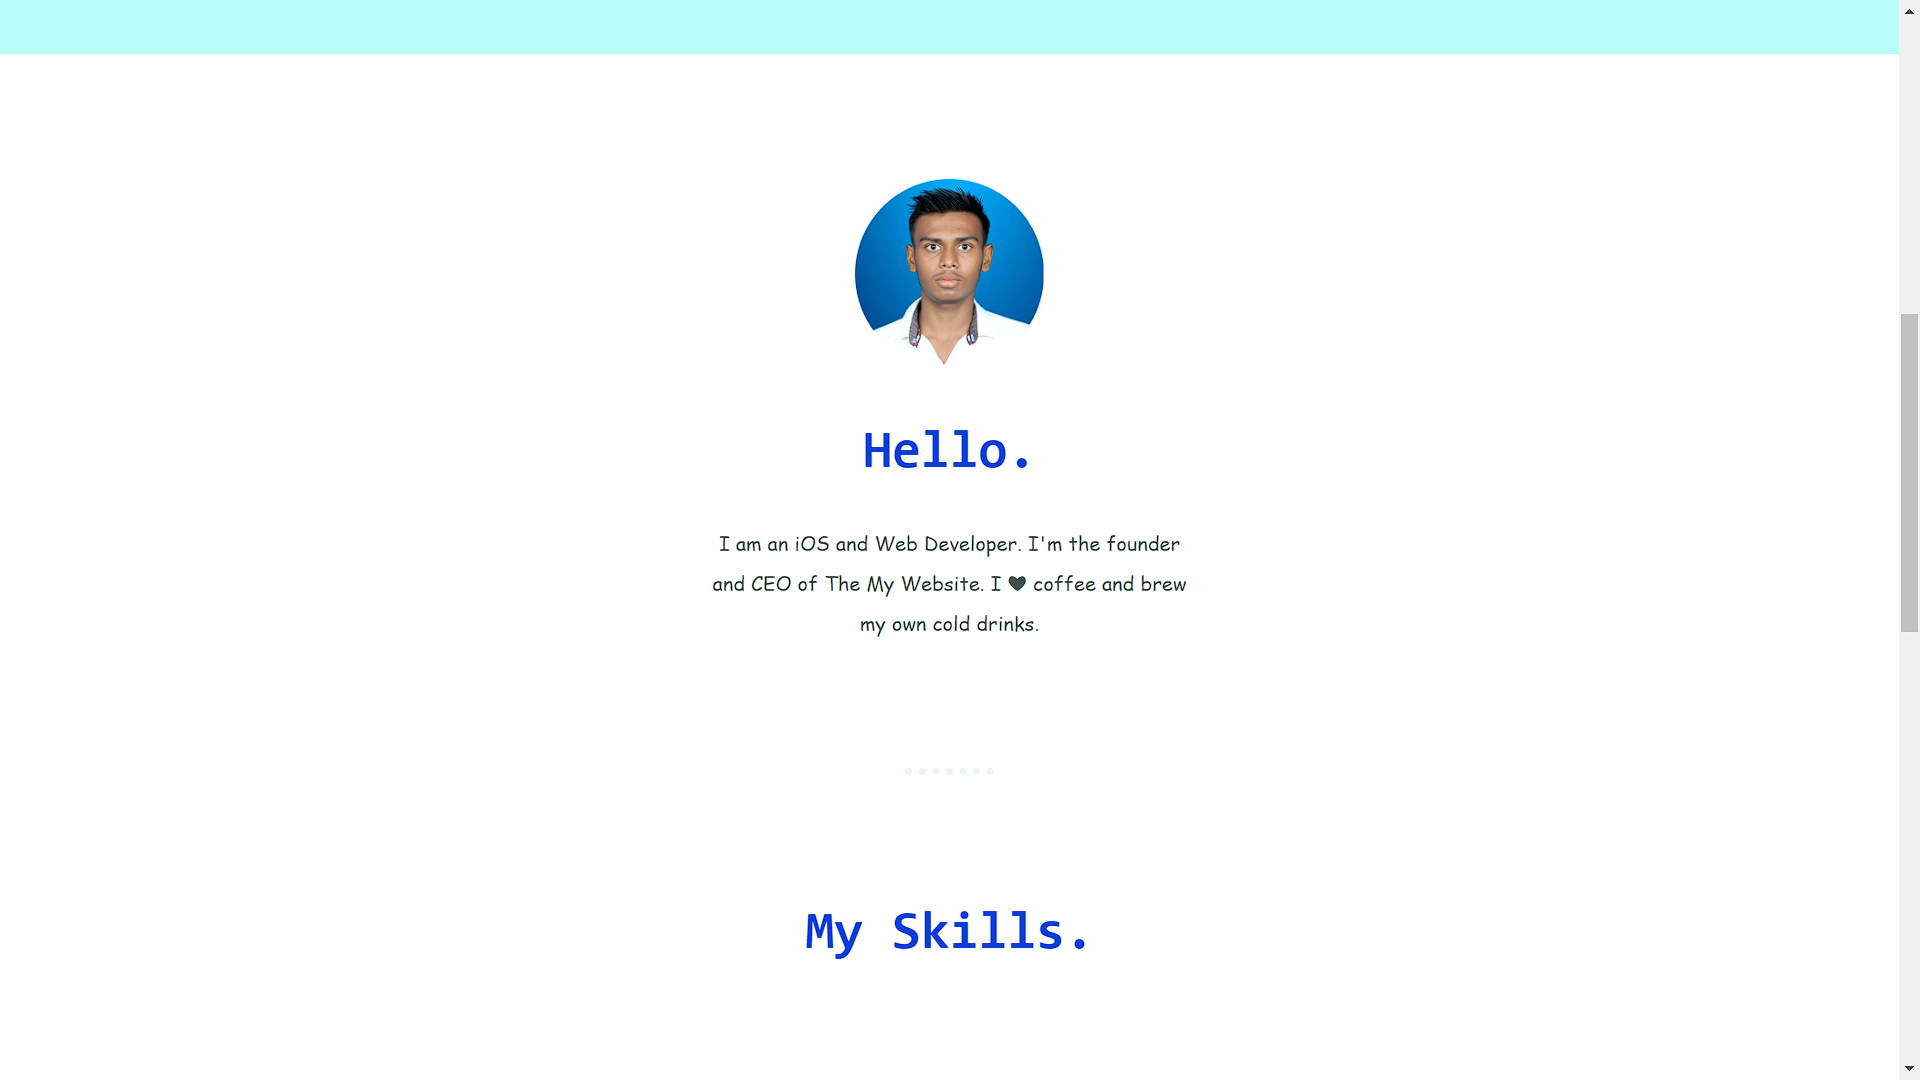 Hello.
I am an iOS and Web Developer. I'm the founder
and CEO of The My Website. I ❤ coffee and brew
my own cold drinks.
My Skills.